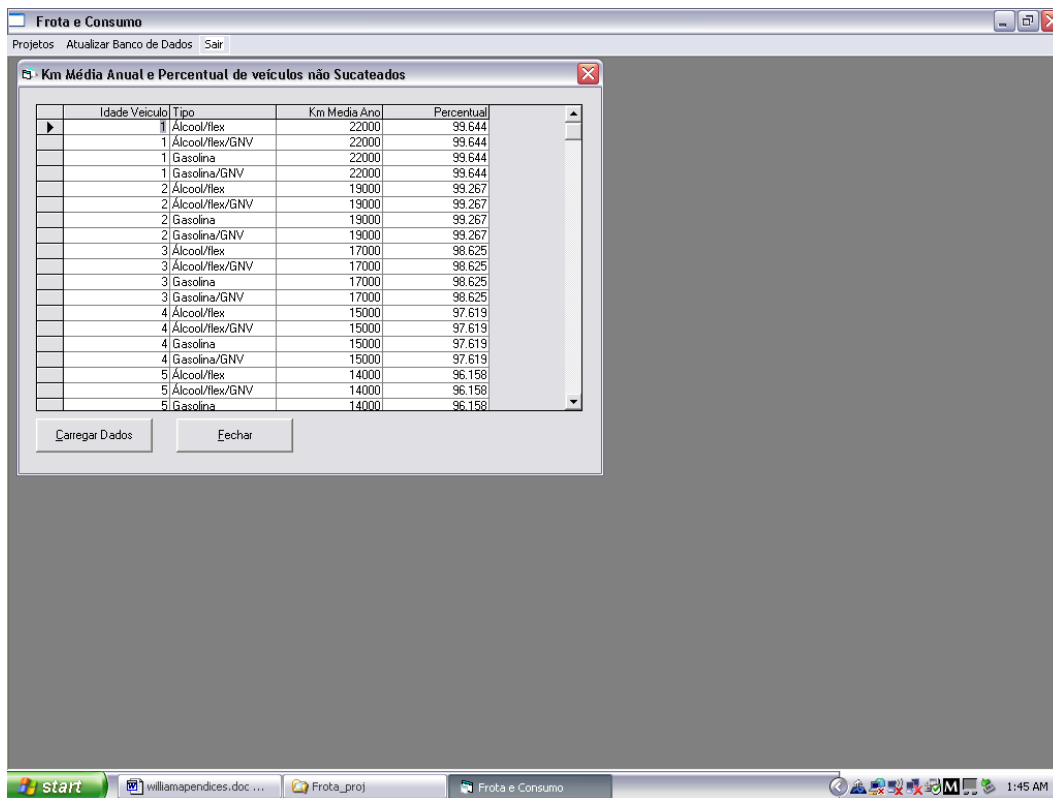 Frota e Consumo
Projetos Atualizar Banco de Dados Sair
Km Média Anual e Percentual de veículos não Sucateados
Idade Veiculo Tipo Km Media Ano Percentual
1 Álcool/flex 22000 99.644
1 Álcool/flex/GNV 22000 99.644
1 Gasolina 22000 99.644
1 Gasolina/GNV 22000 99.644
2 Álcool/flex 19000 99.267
2 Álcool/flex/GNV 19000 99.267
2 Gasolina 19000 99.267
2 Gasolina/GNV 19000 99.267
3 Álcool/flex 17000 98.625
3 Álcool/flex/GNV 17000 98.625
3 Gasolina 17000 98.625
3 Gasolina/GNV 17000 98.625
4 Álcool/flex 15000 97.619
4 Álcool/flex/GNV 15000 97.619
4 Gasolina 15000 97.619
4 Gasolina/GNV 15000 97.619
5 Álcool/flex 14000 96.158
5 Álcool/flex/GNV 14000 96.158
5 Gasolina 14000 96.158
Carregar Dados Fechar
start williamapendices.doc ... Frota_proj Frota e Consumo M 1:45 AM